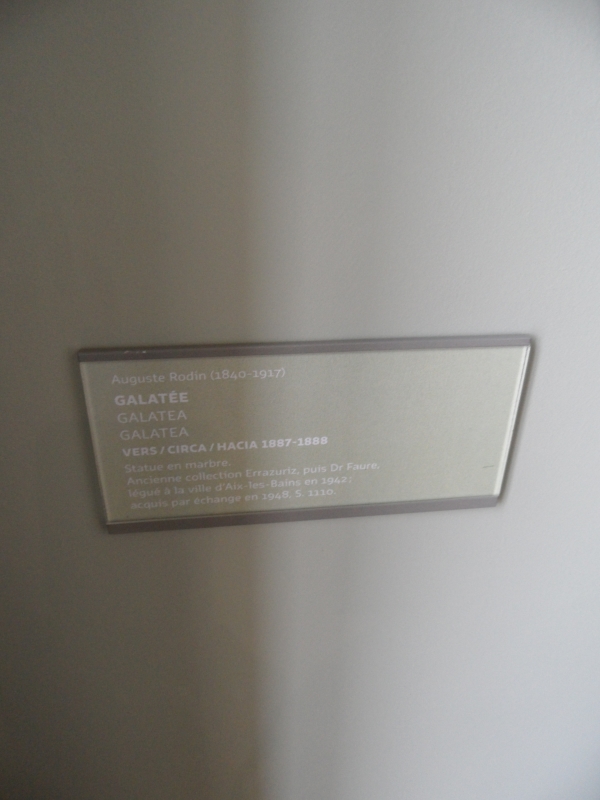 Auguste Rodin (1840-1917)
GALATÉE
GALATEA
GALATEA
VERS / CIRCA / HACIA 1887-1888
Statue en marbre.
Ancienne collection Errazuriz, puis Dr Faure,
légué à la ville d'Aix-les-Bains en 1942 ;
acquis par échange en 1948, S. 1110.